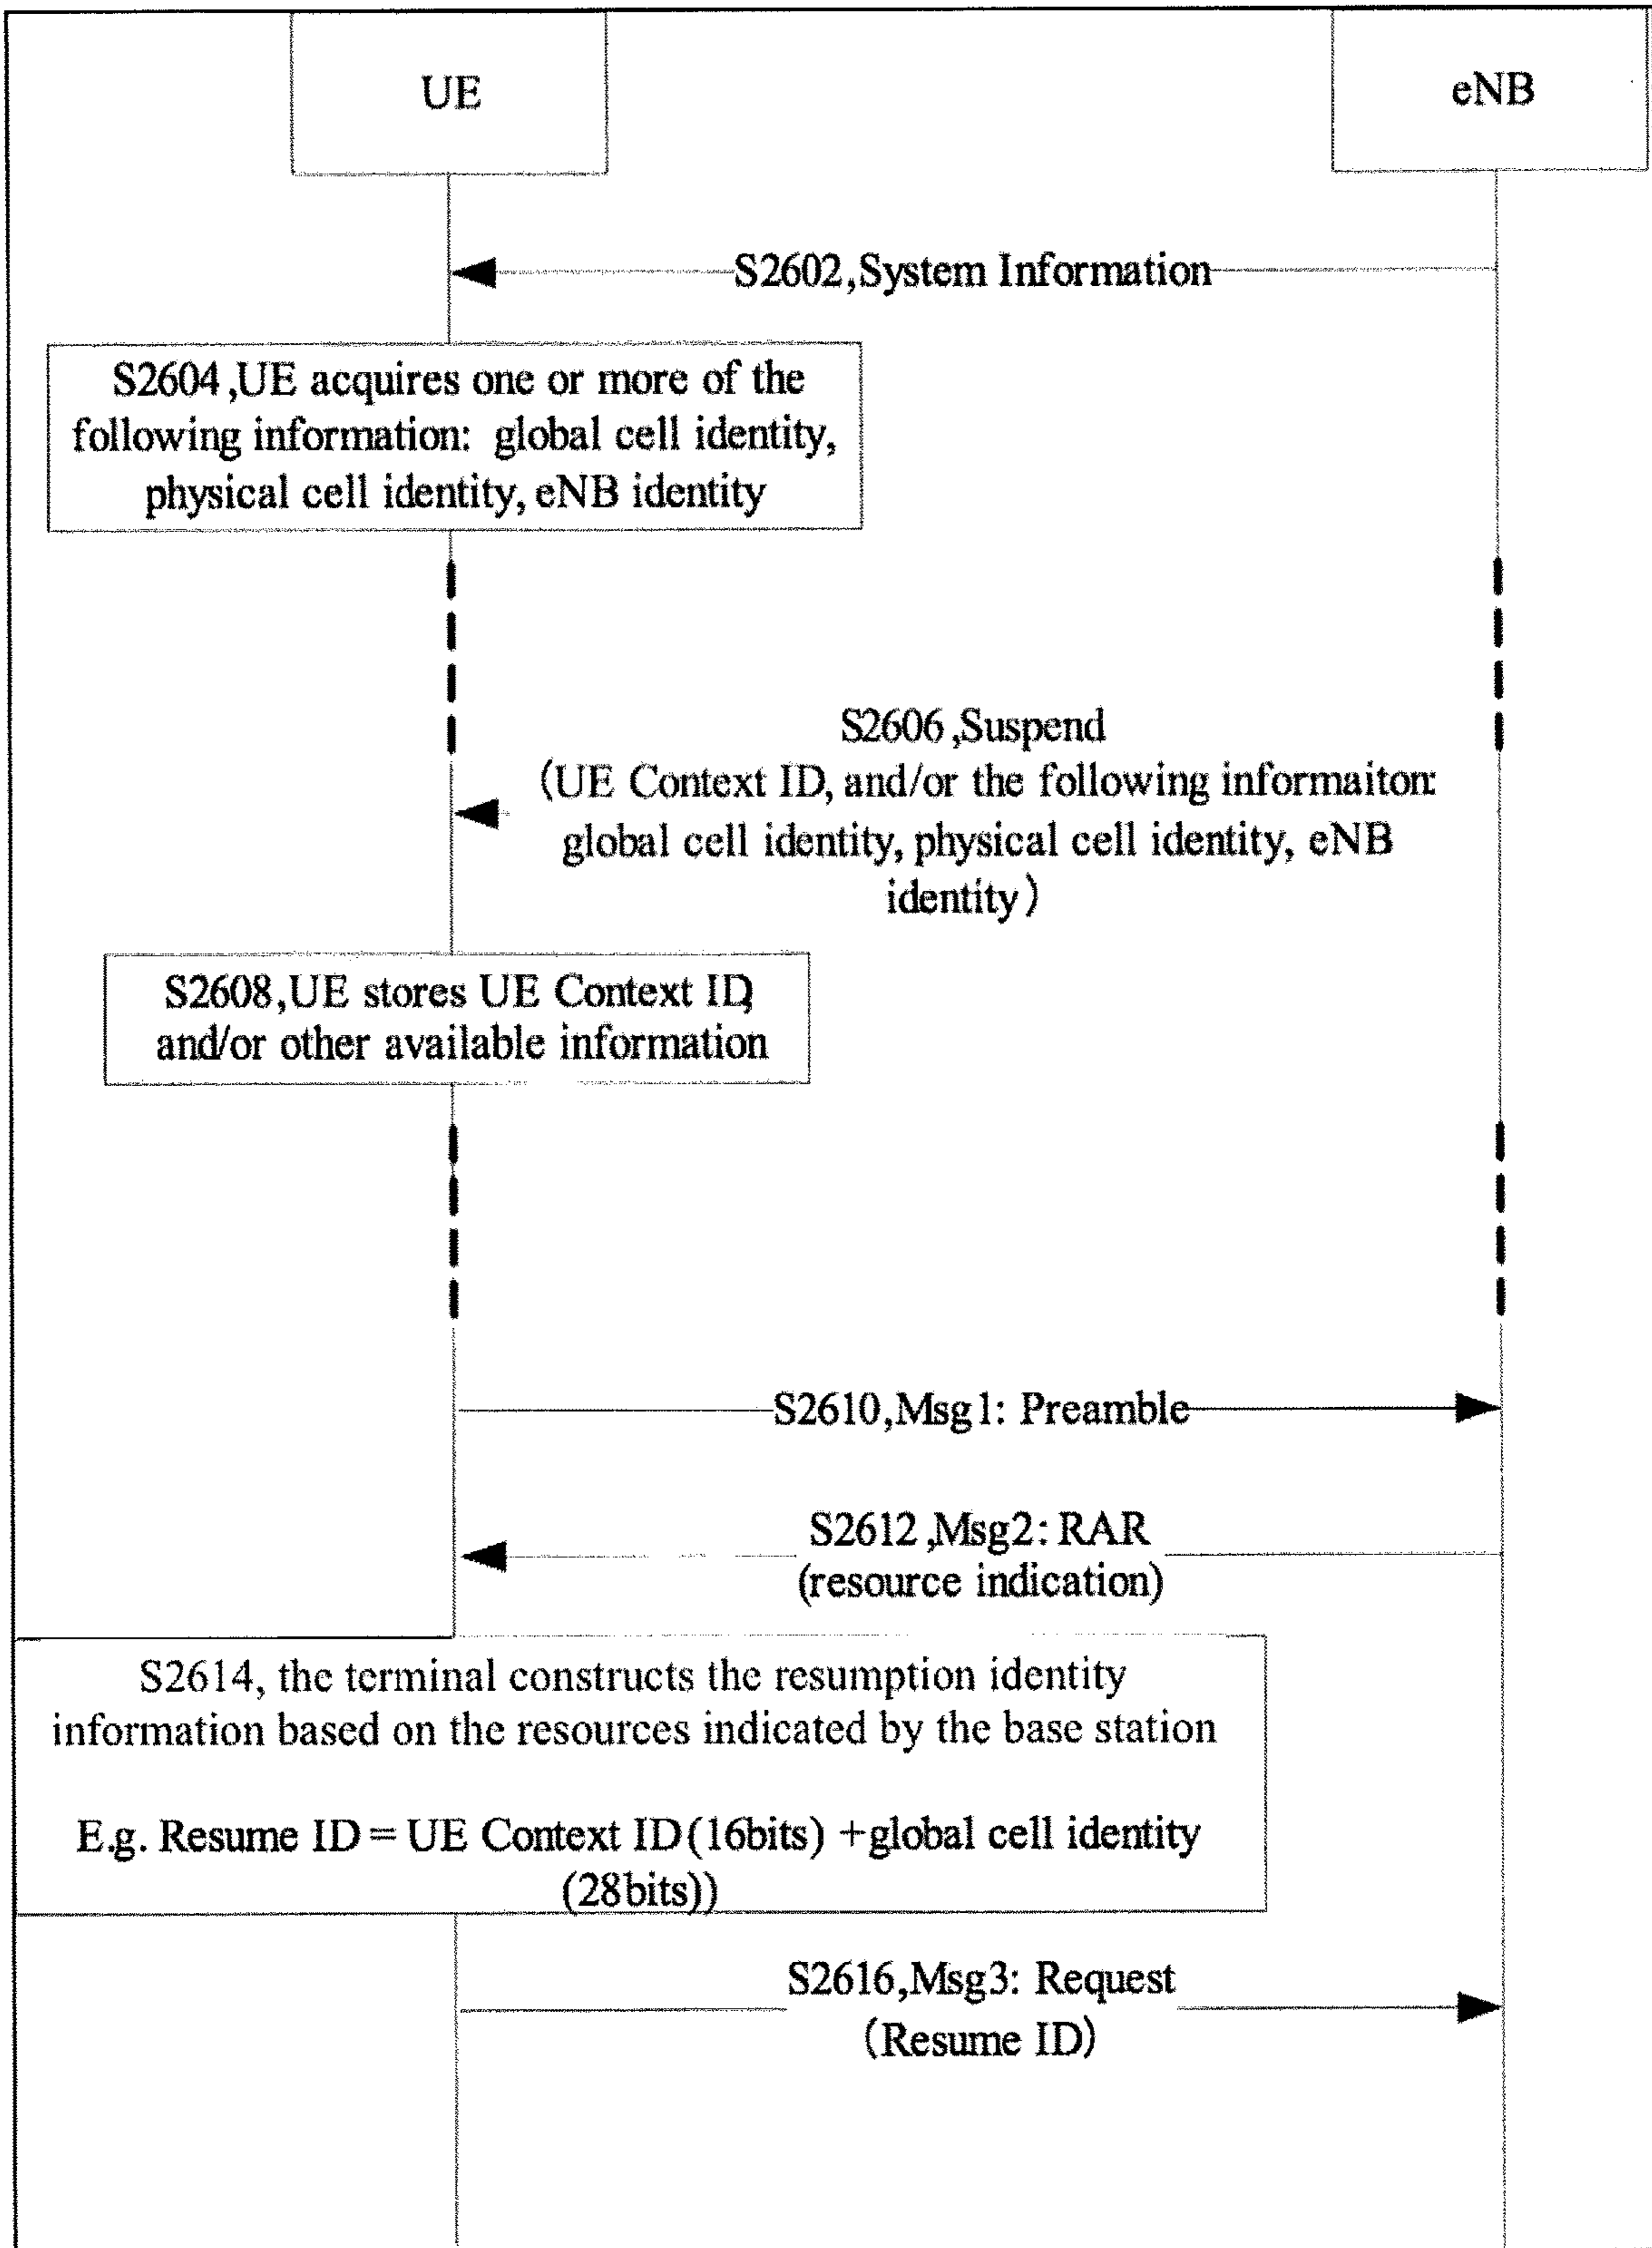 UE
eNB
S2602,System Information
S2604,UE acquires one or more of the
following information: global cell identity,
physical cell identity, eNB identity
S2606,Suspend
(UE Context ID, and/or the following informaiton:
global cell identity, physical cell identity, eNB
identity)
S2608,UE stores UE Context ID,
and/or other available information
S2610,Msg1: Preamble
S2612,Msg2: RAR
(resource indication)
S2614, the terminal constructs the resumption identity
information based on the resources indicated by the base station
E.g. Resume ID = UE Context ID(16bits) +global cell identity
(28bits))
S2616,Msg3: Request
(Resume ID)